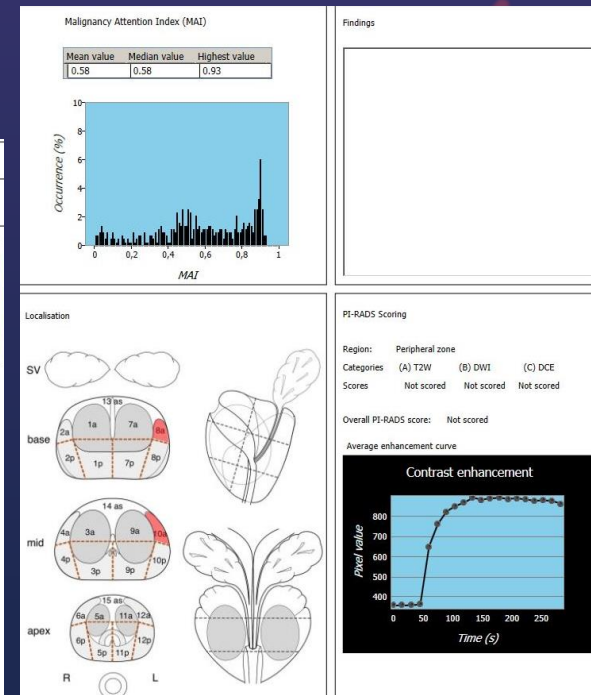 Malignancy Attention Index (MAI)
Mean value Median value Highest value
0.58 0.58 0.93
10
8
6
4
2
0
Occurrence (%)
0 0,2 0,4 0,6 0,8 1
MAI
Findings
Localisation
SV
13 as
1a 7a
2a 8a
base
2p 1p 7p 8p
14 as
4a 3a 9a 10a
mid
4p 3p 9p 10p
15 as
6a 5a 11a 12a
apex
6p 5p 11p 12p
R L
PI-RADS Scoring
Region: Peripheral zone
Categories (A) T2W (B) DWI (C) DCE
Scores Not scored Not scored Not scored
Overall PI-RADS score: Not scored
Average enhancement curve
Contrast enhancement
800
700
600
500
400
Pixel value
0 50 100 150 200 250
Time (s)